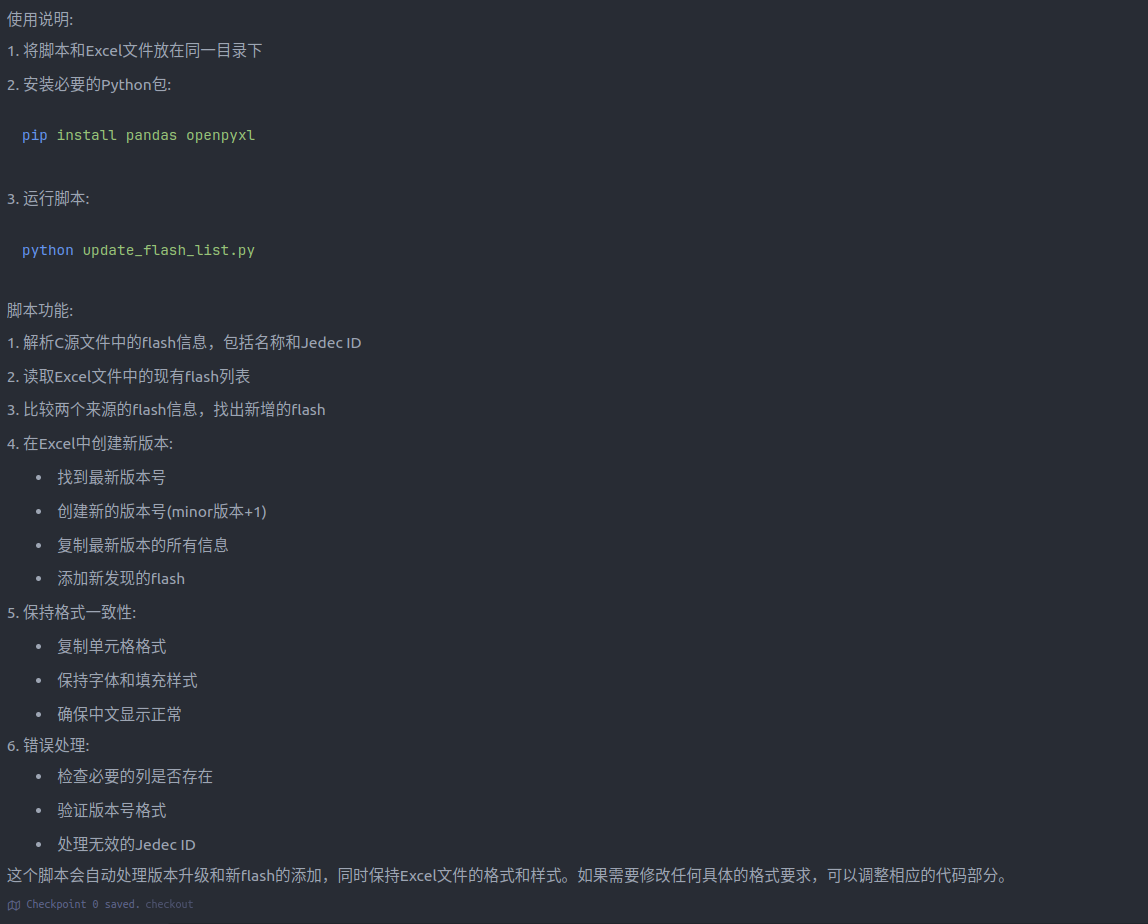 使用说明:
1. 将脚本和Excel文件放在同一目录下
2. 安装必要的Python包:
pip install pandas openpyxl
3. 运行脚本:
python update_flash_list.py
脚本功能:
1. 解析C源文件中的flash信息，包括名称和Jedec ID
2. 读取Excel文件中的现有flash列表
3. 比较两个来源的flash信息，找出新增的flash
4. 在Excel中创建新版本:
• 找到最新版本号
• 创建新的版本号(minor版本+1)
• 复制最新版本的所有信息
• 添加新发现的flash
5. 保持格式一致性:
• 复制单元格格式
• 保持字体和填充样式
• 确保中文显示正常
6. 错误处理:
• 检查必要的列是否存在
• 验证版本号格式
• 处理无效的Jedec ID
这个脚本会自动处理版本升级和新flash的添加，同时保持Excel文件的格式和样式。如果需要修改任何具体的格式要求，可以调整相应的代码部分。
Checkpoint 0 saved. checkout